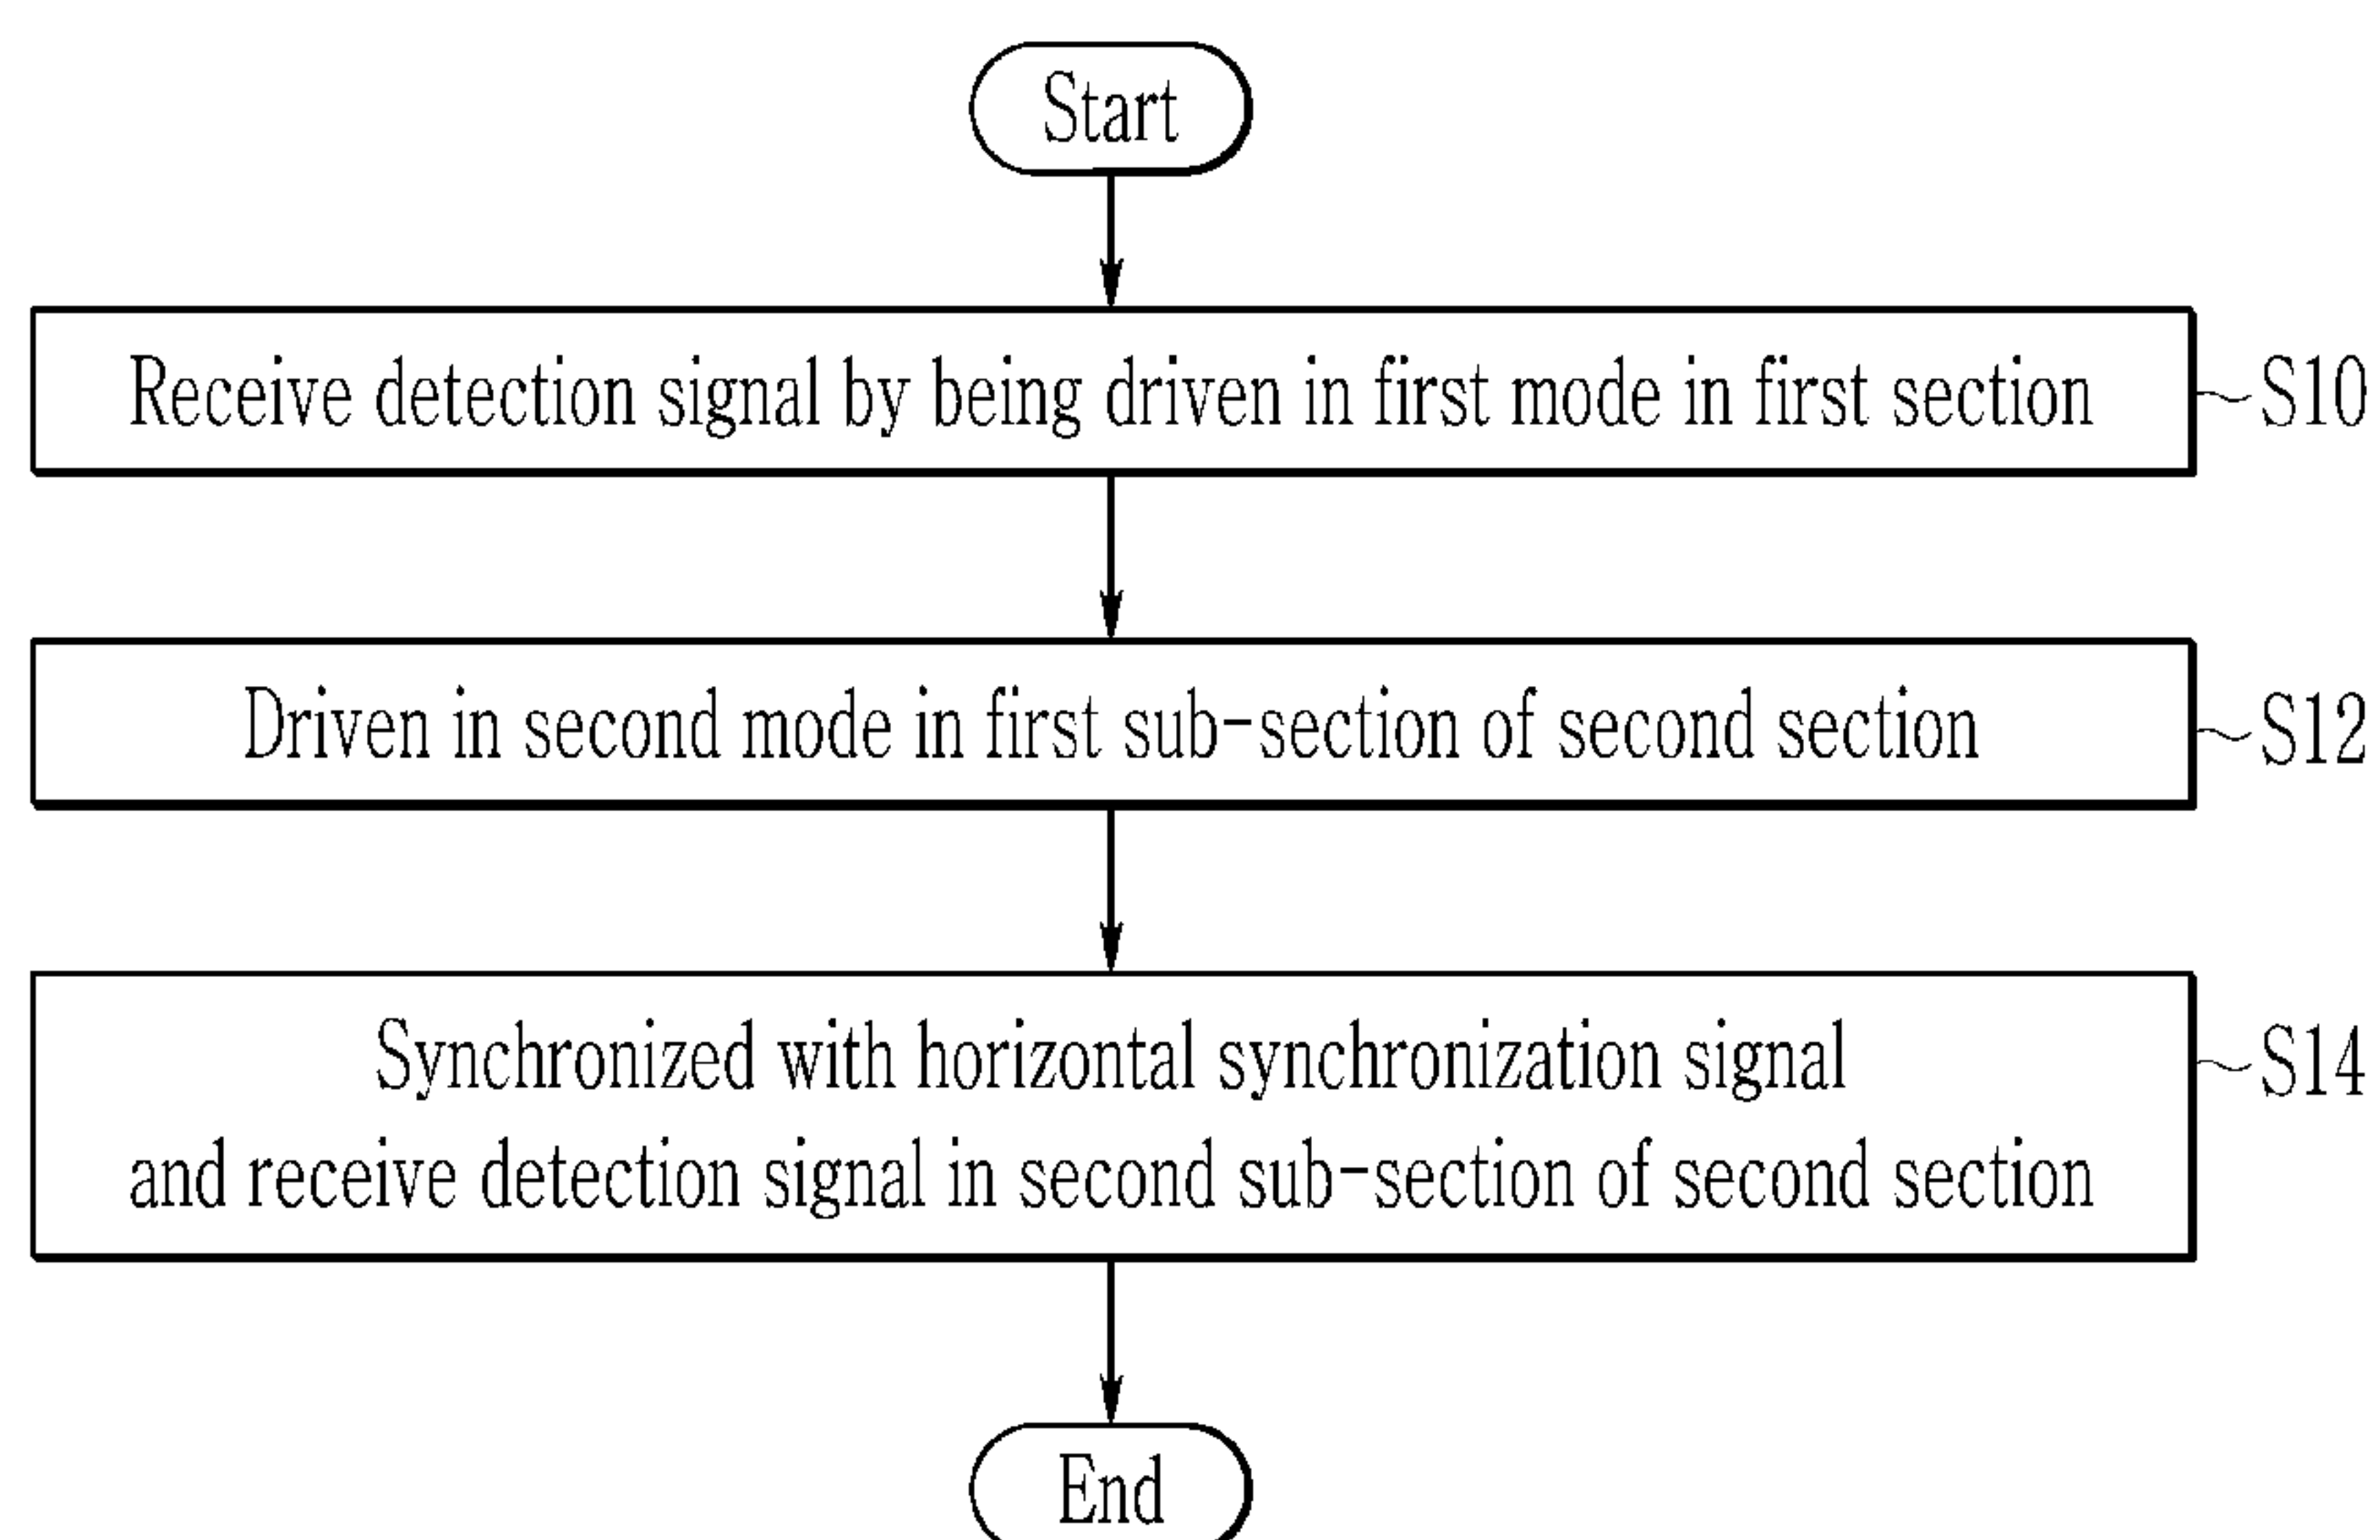 Start
Receive detection signal by being driven in first mode in first section
S10
Driven in second mode in first sub-section of second section
S12
Synchronized with horizontal synchronization signal
S14
and receive detection signal in second sub-section of second section
End